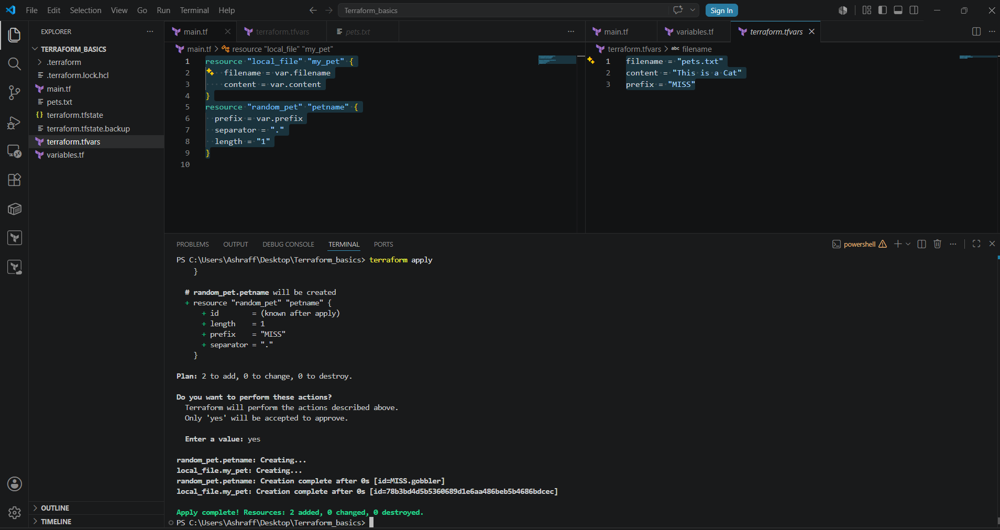 File Edit Selection View Go Run Terminal Help
Terraform_basics
Sign In
EXPLORER
TERRAFORM_BASICS
.terraform
.terraform.lock.hcl
main.tf
pets.txt
terraform.tfstate
terraform.tfstate.backup
terraform.tfvars
variables.tf
OUTLINE
TIMELINE
main.tf terraform.tfvars pets.txt
main.tf > resource "local_file" "my_pet"
1 resource "local_file" "my_pet" {
2 filename = var.filename
3 content = var.content
4 }
5 resource "random_pet" "petname" {
6 prefix = var.prefix
7 separator = "."
8 length = "1"
9 }
10
main.tf variables.tf terraform.tfvars
terraform.tfvars > abc filename
1 filename = "pets.txt"
2 content = "This is a Cat"
3 prefix = "MISS"
PROBLEMS OUTPUT DEBUG CONSOLE TERMINAL PORTS
powershell
PS C:\Users\Ashraff\Desktop\Terraform_basics> terraform apply
}
# random_pet.petname will be created
+ resource "random_pet" "petname" {
+ id = (known after apply)
+ length = 1
+ prefix = "MISS"
+ separator = "."
}
Plan: 2 to add, 0 to change, 0 to destroy.
Do you want to perform these actions?
Terraform will perform the actions described above.
Only 'yes' will be accepted to approve.
Enter a value: yes
random_pet.petname: Creating...
local_file.my_pet: Creating...
random_pet.petname: Creation complete after 0s [id=MISS.gobbler]
local_file.my_pet: Creation complete after 0s [id=78b3bd4d5b5360689d1e6aa486beb5b4686bdcec]
Apply complete! Resources: 2 added, 0 changed, 0 destroyed.
PS C:\Users\Ashraff\Desktop\Terraform_basics>